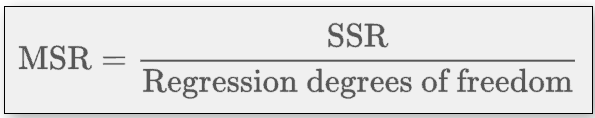 MSR = SSR / Regression degrees of freedom